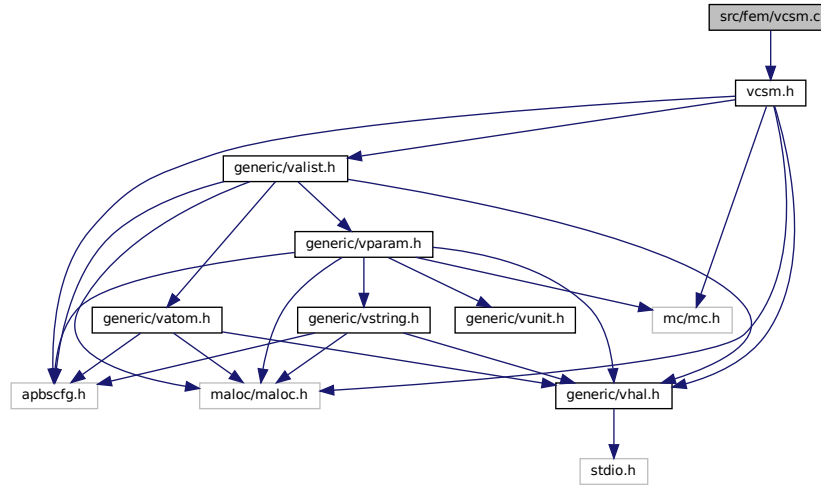 src/fem/vcsm.c
vcsm.h
generic/valist.h
generic/vparam.h
generic/vatom.h
generic/vstring.h
generic/vunit.h
mc/mc.h
apbscfg.h
maloc/maloc.h
generic/vhal.h
stdio.h